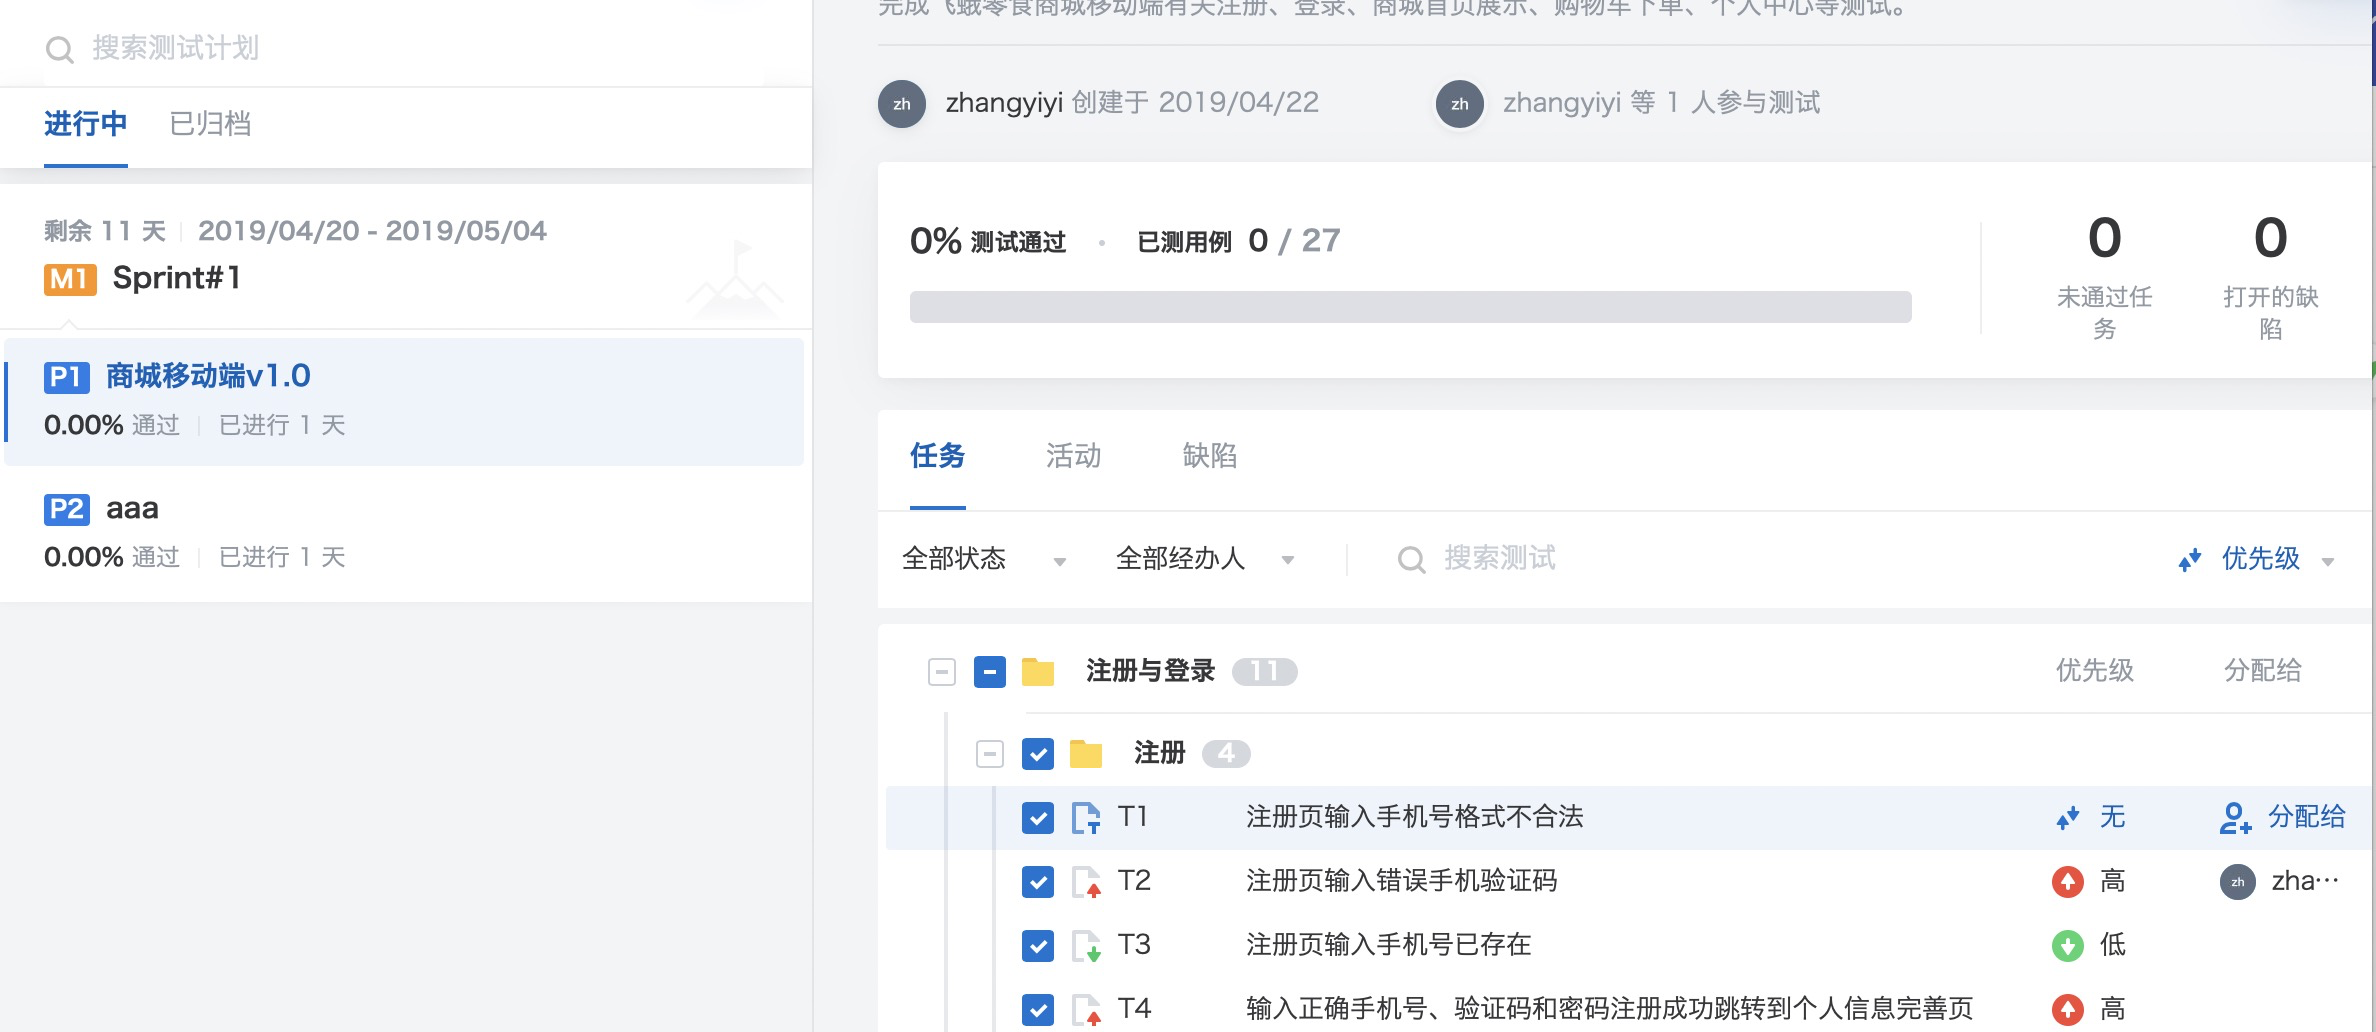 搜索测试计划
进行中 已归档
剩余 11 天 2019/04/20 - 2019/05/04
M1 Sprint#1
P1 商城移动端v1.0
0.00% 通过 已进行 1 天
P2 aaa
0.00% 通过 已进行 1 天
完成飞蛾零食商城移动端有关注册、登录、商城首页展示、购物车下单、个人中心等测试。
zh zhangyiyi 创建于 2019/04/22 zh zhangyiyi 等 1 人参与测试
0% 测试通过 · 已测用例 0 / 27
0
未通过任
务
0
打开的缺
陷
任务 活动 缺陷
全部状态 全部经办人 搜索测试 优先级
注册与登录 11 优先级 分配给
注册 4
T1 注册页输入手机号格式不合法 无 分配给
T2 注册页输入错误手机验证码 高 zh zha···
T3 注册页输入手机号已存在 低
T4 输入正确手机号、验证码和密码注册成功跳转到个人信息完善页 高